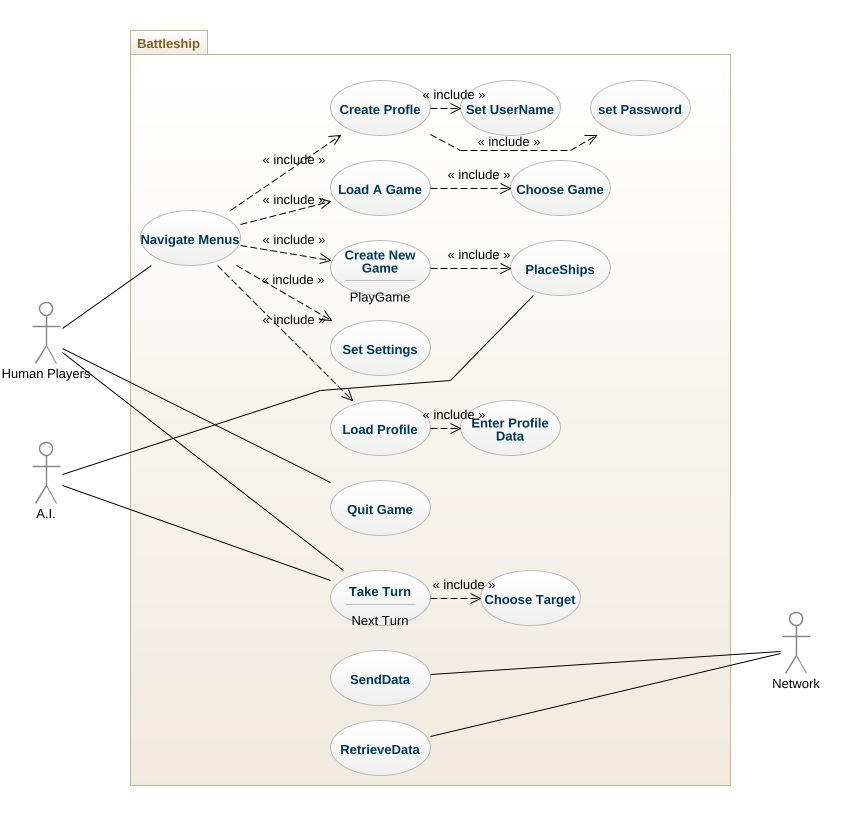 Battleship
« include »
Create Profle
Set UserName
set Password
« include »
« include »
Load A Game
« include »
Choose Game
« include »
Navigate Menus
« include »
Create New
Game
PlayGame
« include »
PlaceShips
« include »
« include »
Set Settings
Human Players
Load Profile
« include »
Enter Profile
Data
A.I.
Quit Game
Take Turn
Next Turn
« include »
Choose Target
SendData
Network
RetrieveData